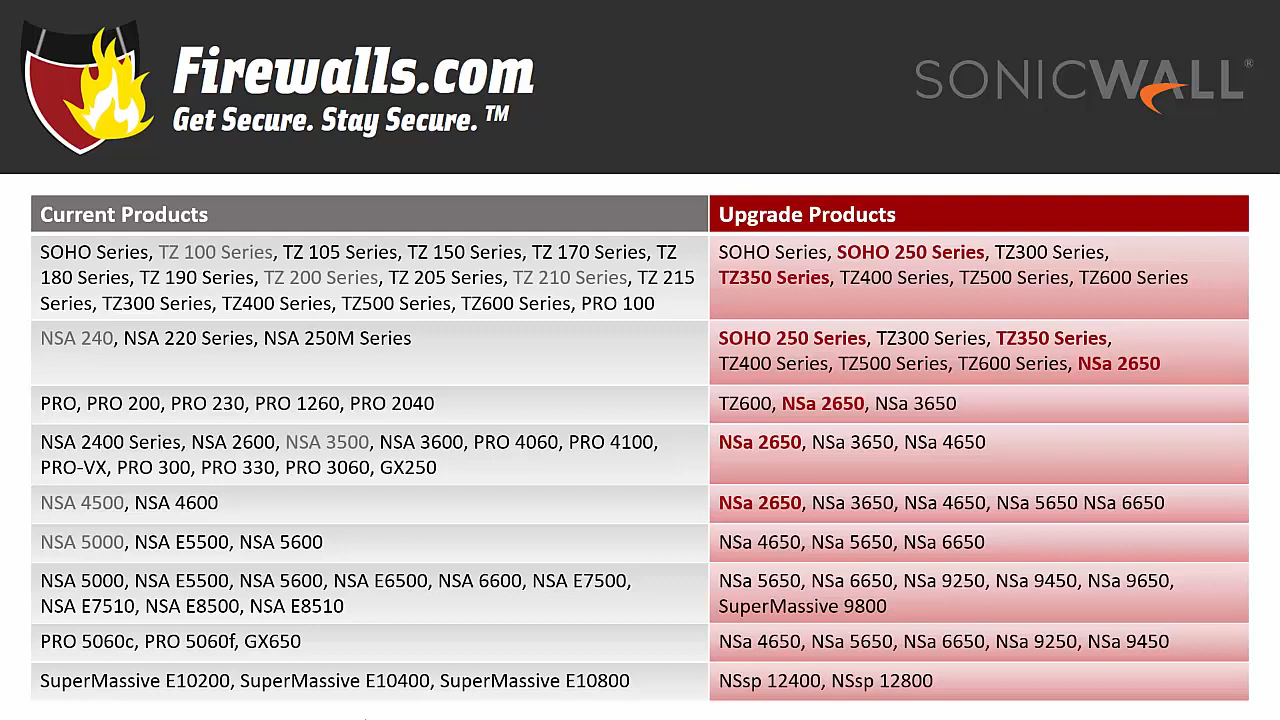 Firewalls.com
Get Secure. Stay Secure. ™
SONICWALL®
Current Products
Upgrade Products
SOHO Series, TZ 100 Series, TZ 105 Series, TZ 150 Series, TZ 170 Series, TZ
180 Series, TZ 190 Series, TZ 200 Series, TZ 205 Series, TZ 210 Series, TZ 215
Series, TZ300 Series, TZ400 Series, TZ500 Series, TZ600 Series, PRO 100
SOHO Series, SOHO 250 Series, TZ300 Series,
TZ350 Series, TZ400 Series, TZ500 Series, TZ600 Series
NSA 240, NSA 220 Series, NSA 250M Series
SOHO 250 Series, TZ300 Series, TZ350 Series,
TZ400 Series, TZ500 Series, TZ600 Series, NSa 2650
PRO, PRO 200, PRO 230, PRO 1260, PRO 2040
TZ600, NSa 2650, NSa 3650
NSA 2400 Series, NSA 2600, NSA 3500, NSA 3600, PRO 4060, PRO 4100,
PRO-VX, PRO 300, PRO 330, PRO 3060, GX250
NSa 2650, NSa 3650, NSa 4650
NSA 4500, NSA 4600
NSa 2650, NSa 3650, NSa 4650, NSa 5650 NSa 6650
NSA 5000, NSA E5500, NSA 5600
NSa 4650, NSa 5650, NSa 6650
NSA 5000, NSA E5500, NSA 5600, NSA E6500, NSA 6600, NSA E7500,
NSA E7510, NSA E8500, NSA E8510
NSa 5650, NSa 6650, NSa 9250, NSa 9450, NSa 9650,
SuperMassive 9800
PRO 5060c, PRO 5060f, GX650
NSa 4650, NSa 5650, NSa 6650, NSa 9250, NSa 9450
SuperMassive E10200, SuperMassive E10400, SuperMassive E10800
NSsp 12400, NSsp 12800